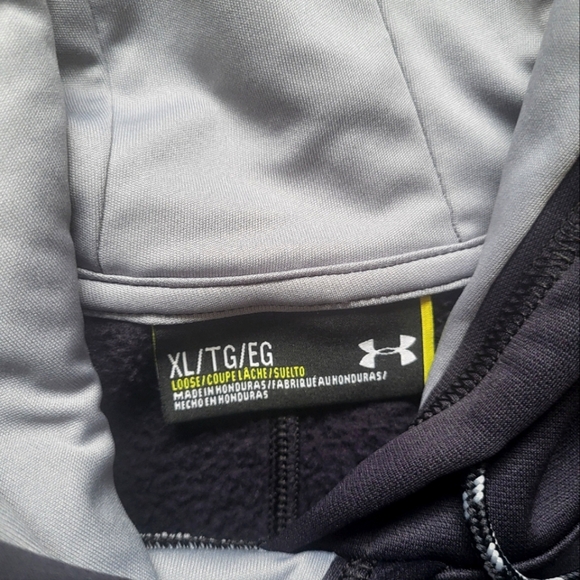 XL/TG/EG
LOOSE/COUPE LÂCHE/SUELTO
MADE IN HONDURAS/FABRIQUÉ AU HONDURAS/
HECHO EN HONDURAS